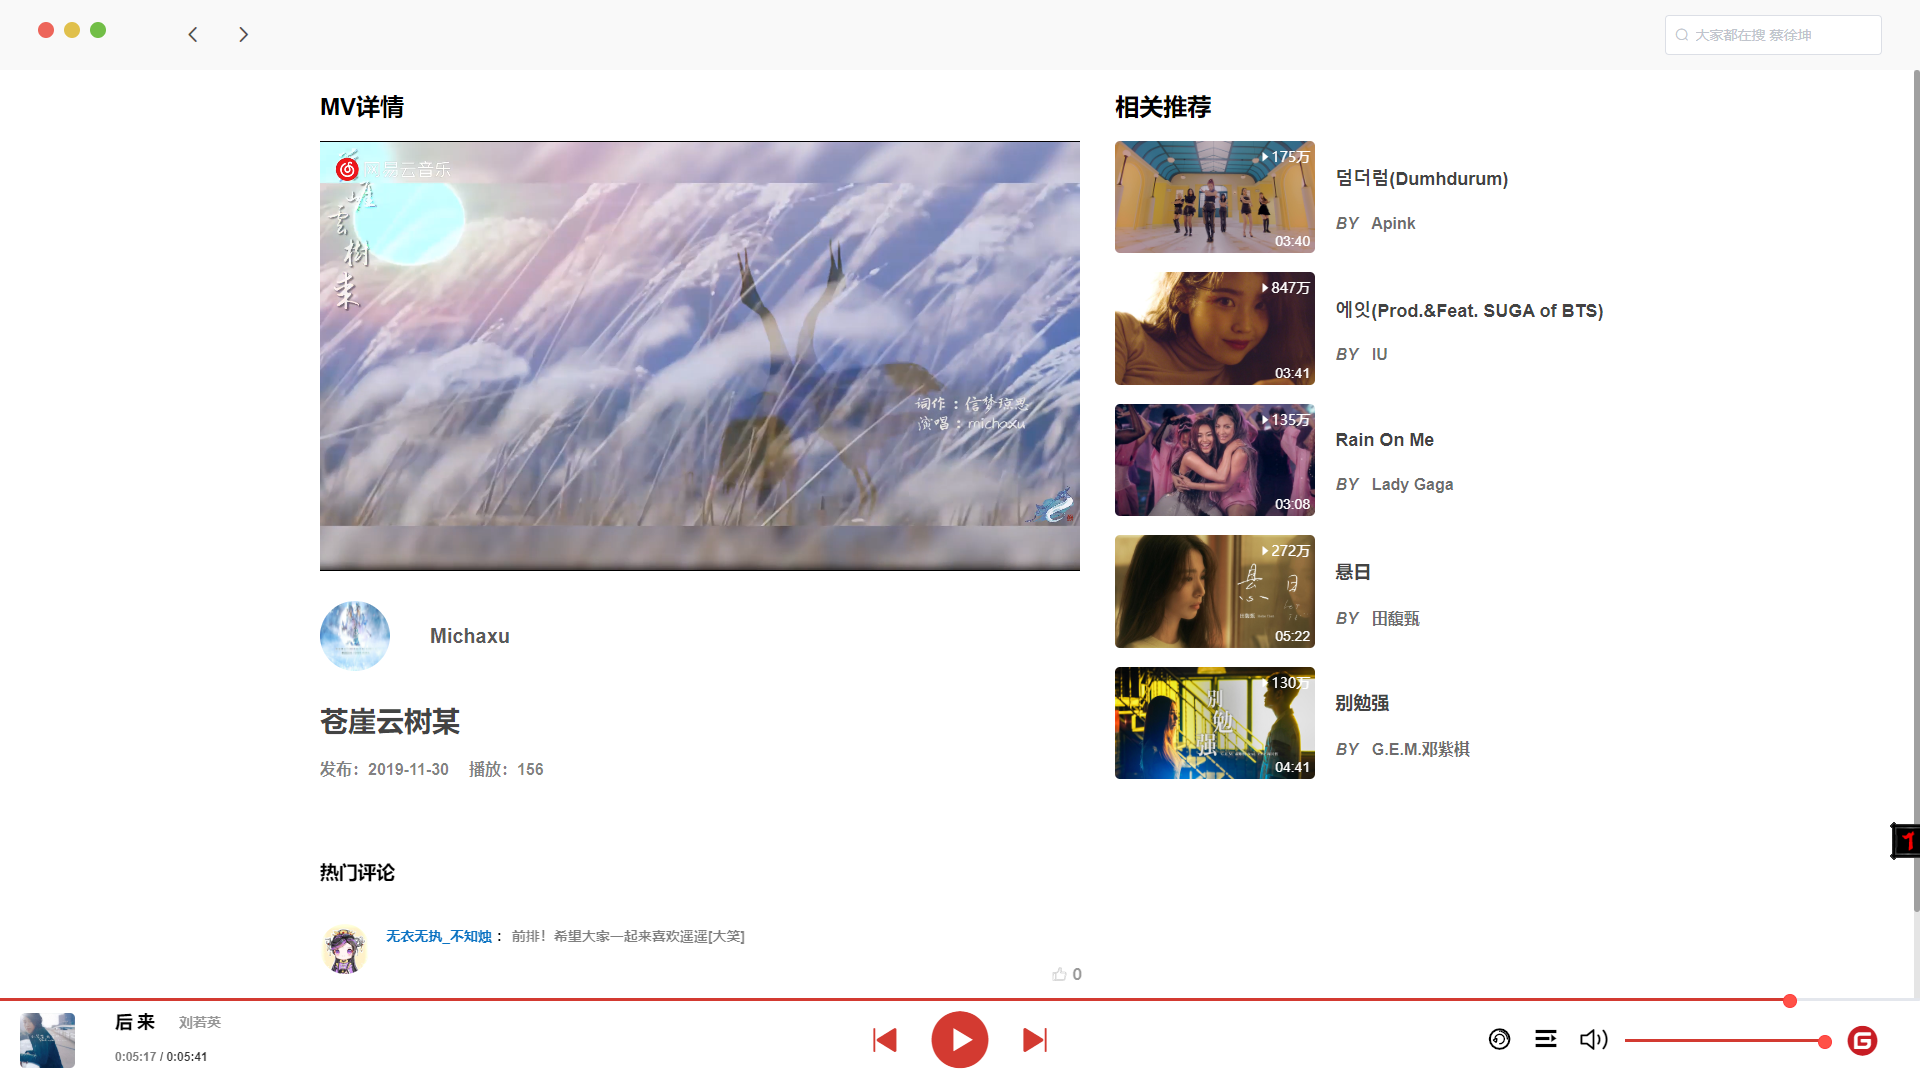 大家都在搜 蔡徐坤
MV详情
网易云音乐
词作：信梦琼思
演唱：michaxu
Michaxu
苍崖云树某
发布：2019-11-30 播放：156
热门评论
无衣无执_不知烛： 前排！希望大家一起来喜欢遥遥[大笑]
0
相关推荐
175万
03:40
덤더럼(Dumhdurum)
BY Apink
847万
03:41
에잇(Prod.&Feat. SUGA of BTS)
BY IU
135万
03:08
Rain On Me
BY Lady Gaga
272万
悬日
05:22
悬日
BY 田馥甄
130万
别勉强
04:41
别勉强
BY G.E.M.邓紫棋
后来 刘若英
0:05:17 / 0:05:41